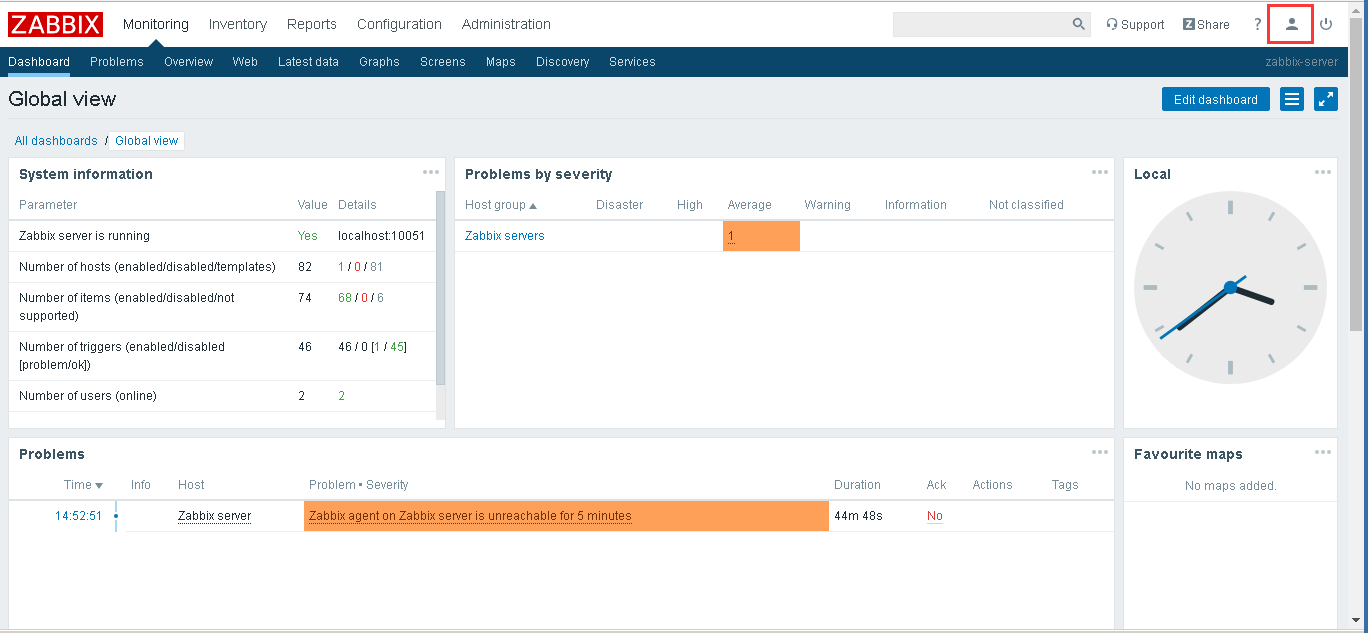 ZABBIX Monitoring Inventory Reports Configuration Administration Support Z Share ?
Dashboard Problems Overview Web Latest data Graphs Screens Maps Discovery Services zabbix-server
Global view Edit dashboard
All dashboards / Global view
System information
Parameter Value Details
Zabbix server is running Yes localhost:10051
Number of hosts (enabled/disabled/templates) 82 1 / 0 / 81
Number of items (enabled/disabled/not 74 68 / 0 / 6
supported)
Number of triggers (enabled/disabled 46 46 / 0 [1 / 45]
[problem/ok])
Number of users (online) 2 2
Problems by severity
Host group ▲ Disaster High Average Warning Information Not classified
Zabbix servers 1
Local
Problems
Time ▼ Info Host Problem • Severity Duration Ack Actions Tags
14:52:51 Zabbix server Zabbix agent on Zabbix server is unreachable for 5 minutes 44m 48s No
Favourite maps
No maps added.